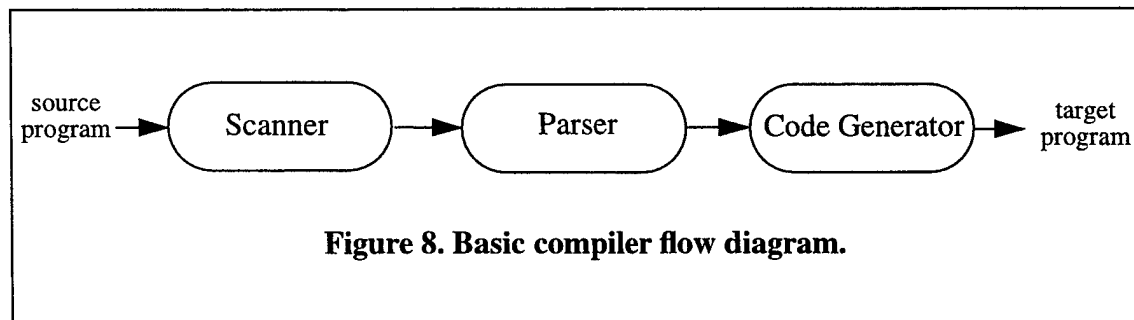 source
program
Scanner
Parser
Code Generator
target
program
Figure 8. Basic compiler flow diagram.